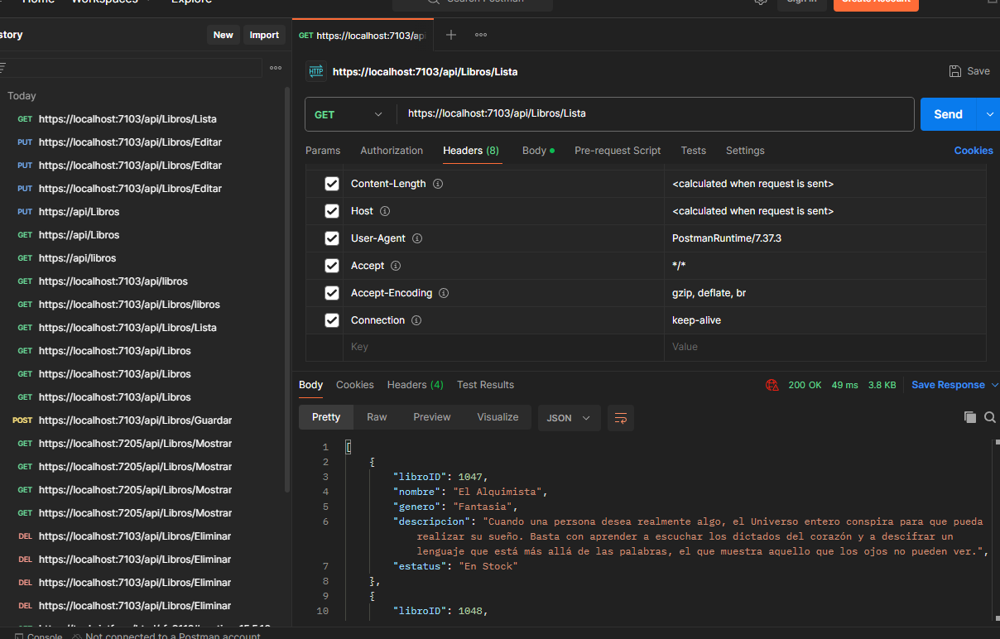 Home Workspaces Explore Search Postman Sign In Create Account
story New Import
GET https://localhost:7103/ap
HTTP https://localhost:7103/api/Libros/Lista Save
GET https://localhost:7103/api/Libros/Lista Send
Params Authorization Headers (8) Body Pre-request Script Tests Settings Cookies
Content-Length <calculated when request is sent>
Host <calculated when request is sent>
User-Agent PostmanRuntime/7.37.3
Accept */*
Accept-Encoding gzip, deflate, br
Connection keep-alive
Key Value
Today
GET https://localhost:7103/api/Libros/Lista
PUT https://localhost:7103/api/Libros/Editar
PUT https://localhost:7103/api/Libros/Editar
PUT https://localhost:7103/api/Libros/Editar
PUT https://api/Libros
GET https://api/Libros
GET https://api/libros
GET https://localhost:7103/api/libros
GET https://localhost:7103/api/Libros/libros
GET https://localhost:7103/api/Libros/Lista
GET https://localhost:7103/api/Libros
GET https://localhost:7103/api/Libros
GET https://localhost:7103/api/Libros
POST https://localhost:7103/api/Libros/Guardar
GET https://localhost:7205/api/Libros/Mostrar
GET https://localhost:7205/api/Libros/Mostrar
GET https://localhost:7205/api/Libros/Mostrar
GET https://localhost:7205/api/Libros/Mostrar
DEL https://localhost:7103/api/Libros/Eliminar
DEL https://localhost:7103/api/Libros/Eliminar
DEL https://localhost:7103/api/Libros/Eliminar
DEL https://localhost:7103/api/Libros/Eliminar
Body Cookies Headers (4) Test Results 200 OK 49 ms 3.8 KB Save Response
Pretty Raw Preview Visualize JSON
1 [
2 {
3 "libroID": 1047,
4 "nombre": "El Alquimista",
5 "genero": "Fantasia",
6 "descripcion": "Cuando una persona desea realmente algo, el Universo entero conspira para que pueda
realizar su sueño. Basta con aprender a escuchar los dictados del corazón y a descifrar un
lenguaje que está más allá de las palabras, el que muestra aquello que los ojos no pueden ver.",
7 "estatus": "En Stock"
8 },
9 {
10 "libroID": 1048,
Console Not connected to a Postman account